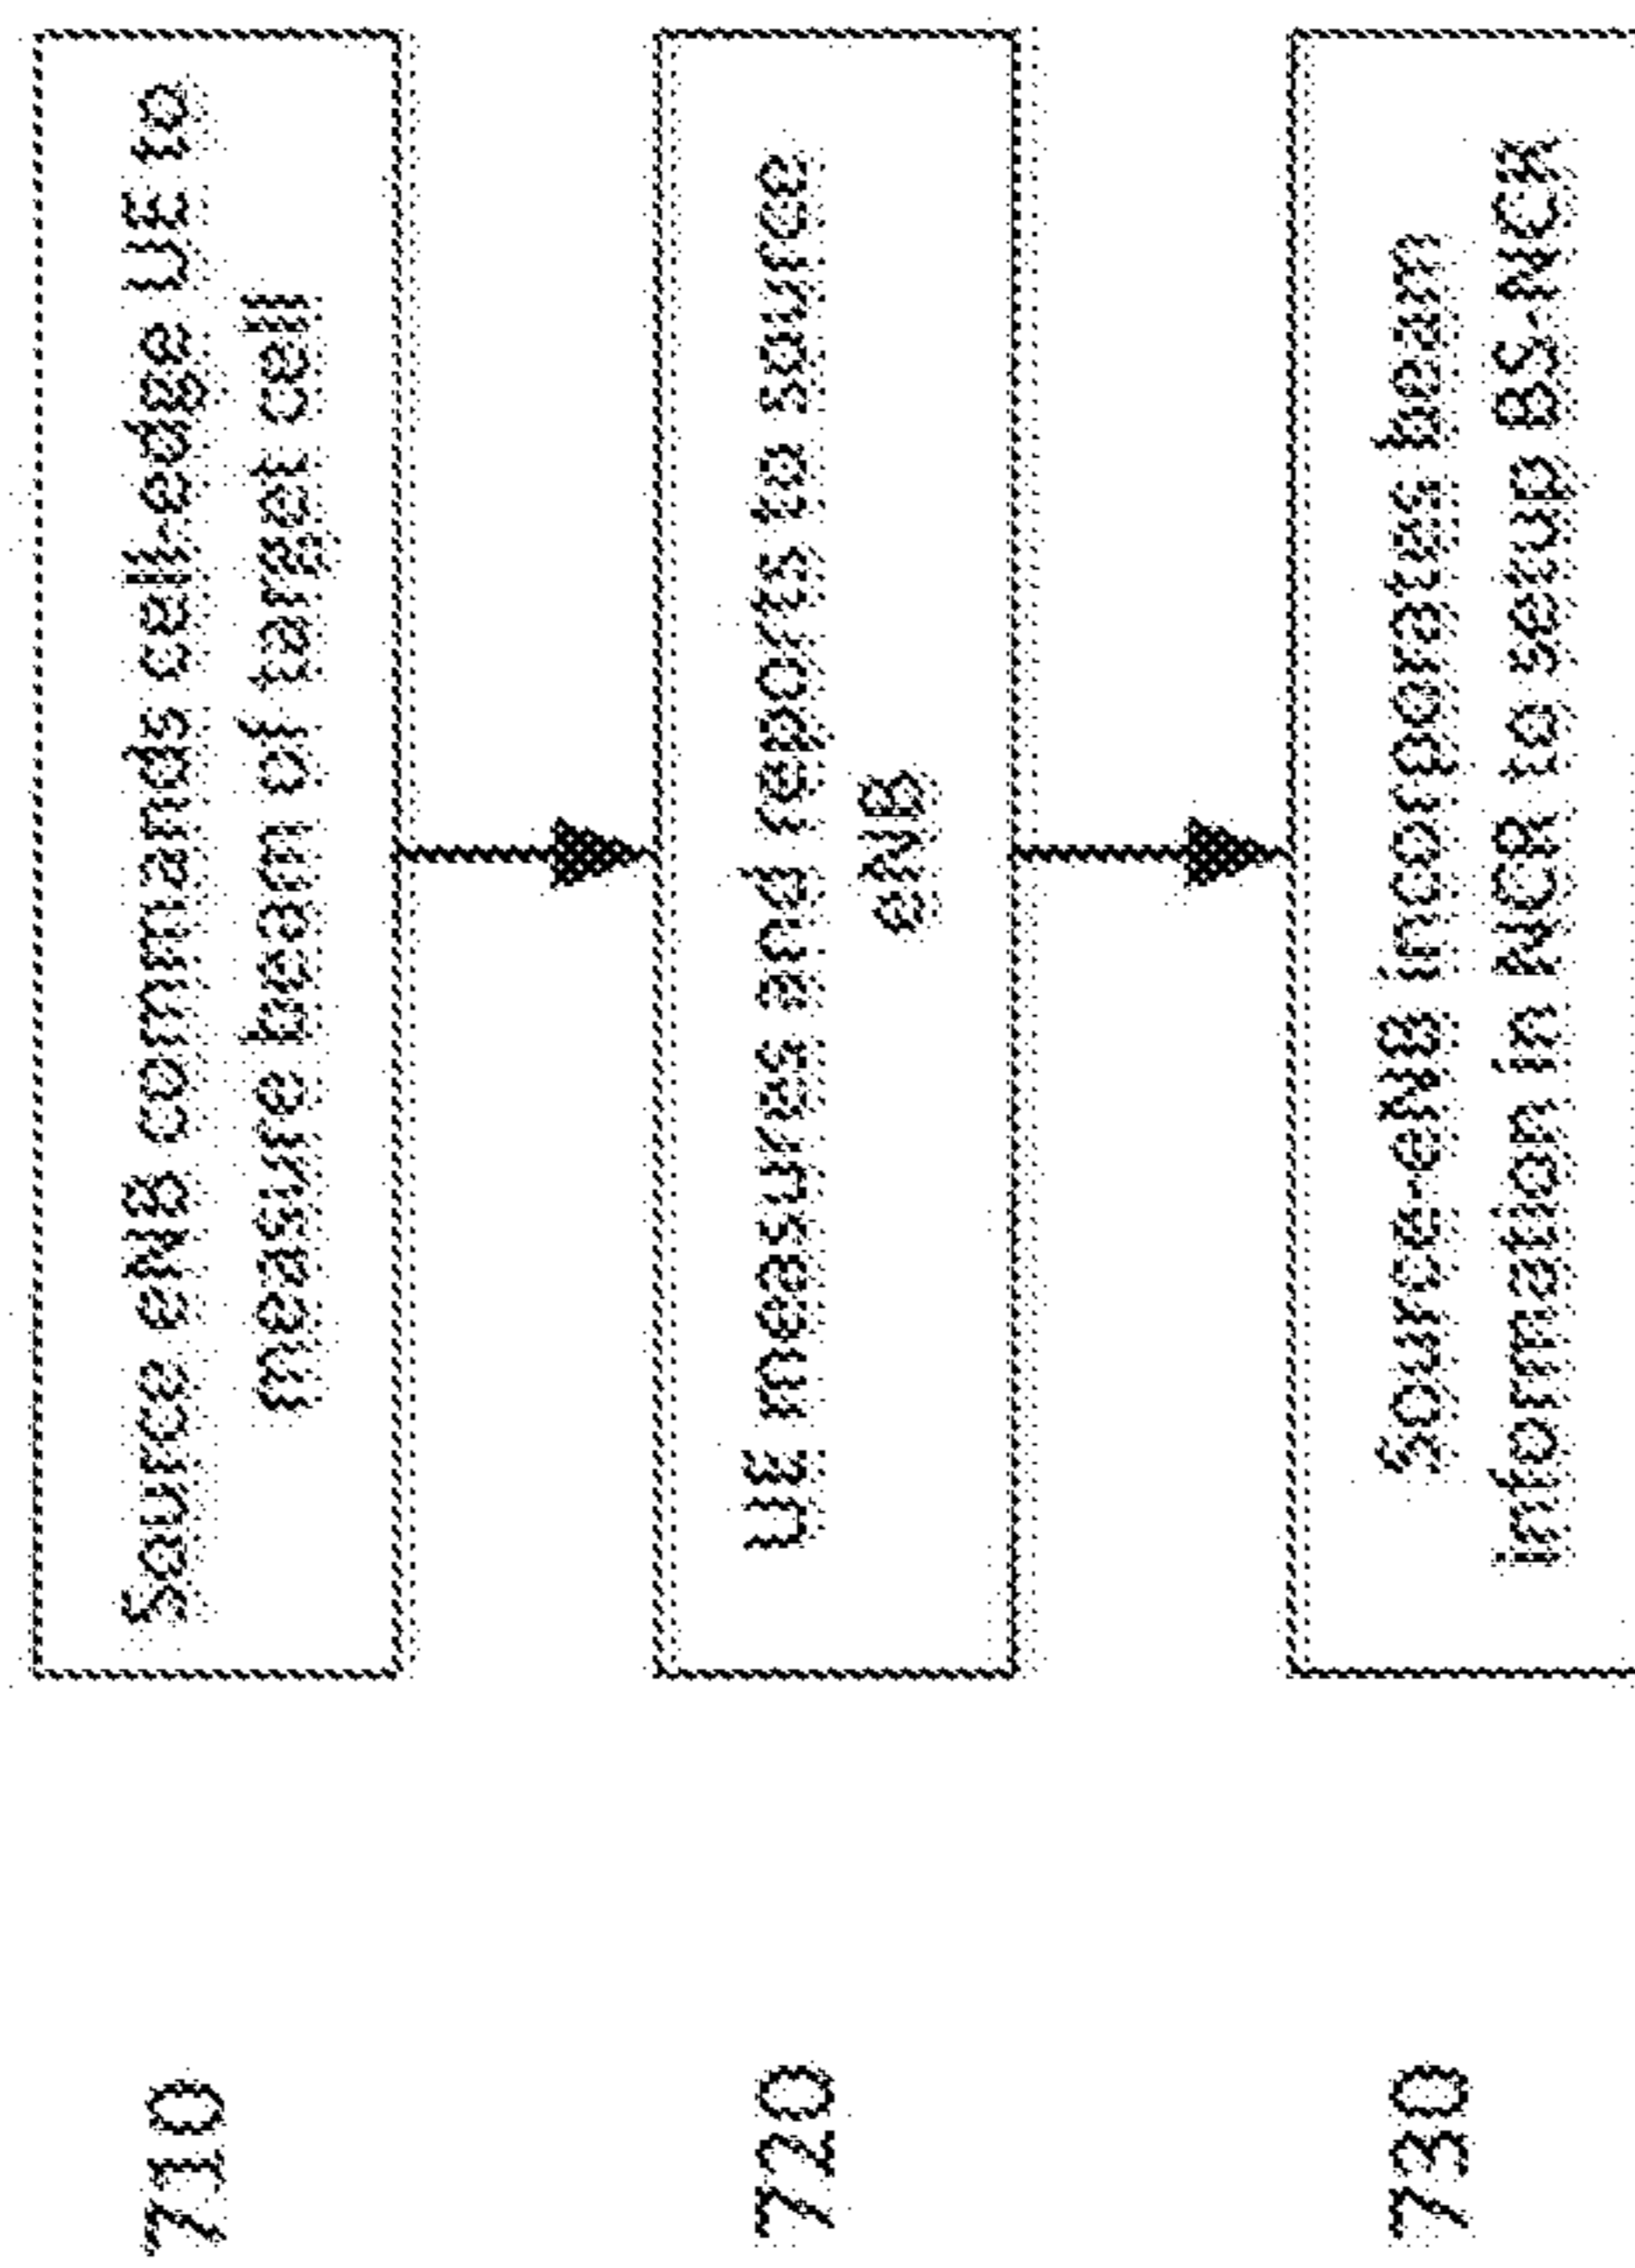 710
Source eNB commands cell-edge UE to
measure beam of target cell
720
UE measures and reports to source
eNB
730
Source-eNB incorporates beam
information in NCR to setup BS-NCR